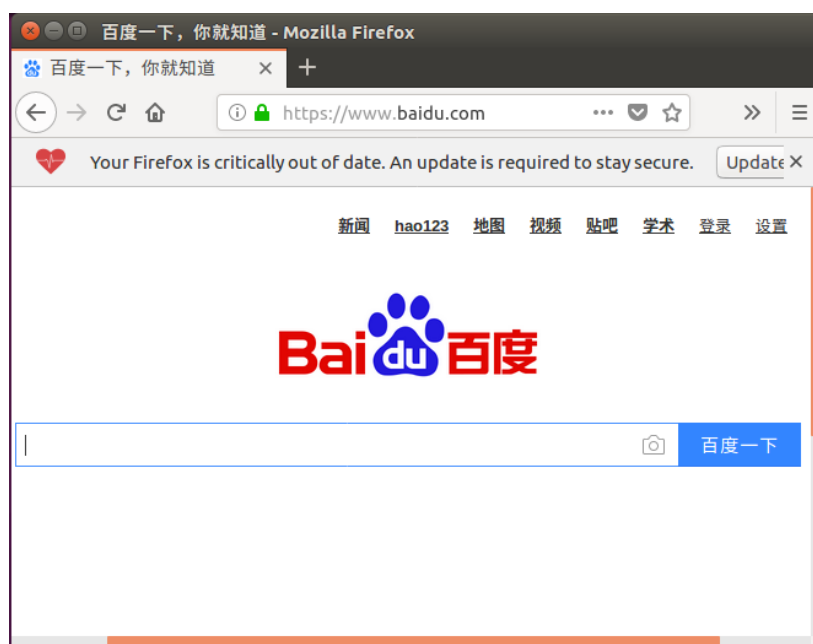 百度一下，你就知道 - Mozilla Firefox
百度一下，你就知道
https://www.baidu.com
Your Firefox is critically out of date. An update is required to stay secure. Update
新闻 hao123 地图 视频 贴吧 学术 登录 设置
Bai du 百度
百度一下